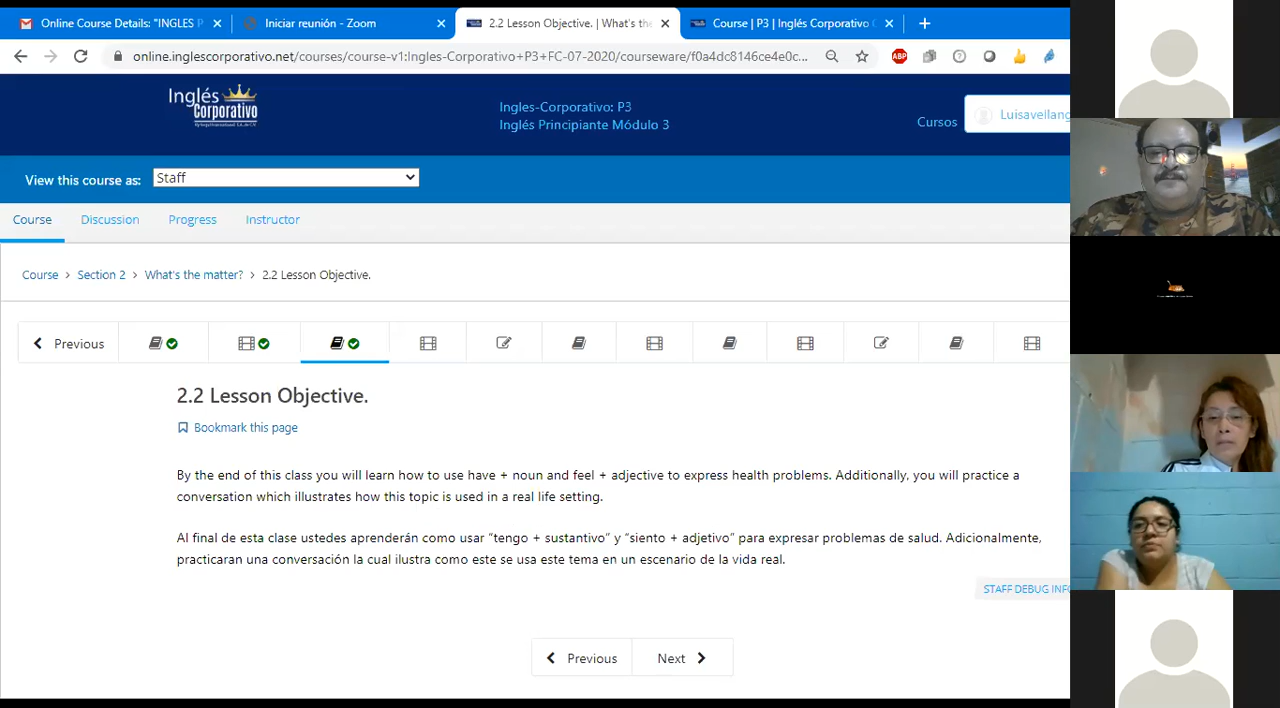 Online Course Details: "INGLES P
Iniciar reunión - Zoom
2.2 Lesson Objective. | What's the
Course | P3 | Inglés Corporativo
online.inglescorporativo.net/courses/course-v1:Ingles-Corporativo+P3+FC-07-2020/courseware/f0a4dc8146ce4e0c...
ABP
Inglés
Corporativo
Ingles-Corporativo: P3
Inglés Principiante Módulo 3
Cursos
Luisavellang
View this course as:
Staff
Course
Discussion
Progress
Instructor
Course > Section 2 > What's the matter? > 2.2 Lesson Objective.
Previous
2.2 Lesson Objective.
Bookmark this page
By the end of this class you will learn how to use have + noun and feel + adjective to express health problems. Additionally, you will practice a
conversation which illustrates how this topic is used in a real life setting.
Al final de esta clase ustedes aprenderán como usar “tengo + sustantivo” y “siento + adjetivo” para expresar problemas de salud. Adicionalmente,
practicaran una conversación la cual ilustra como este se usa este tema en un escenario de la vida real.
STAFF DEBUG INFO
Previous
Next